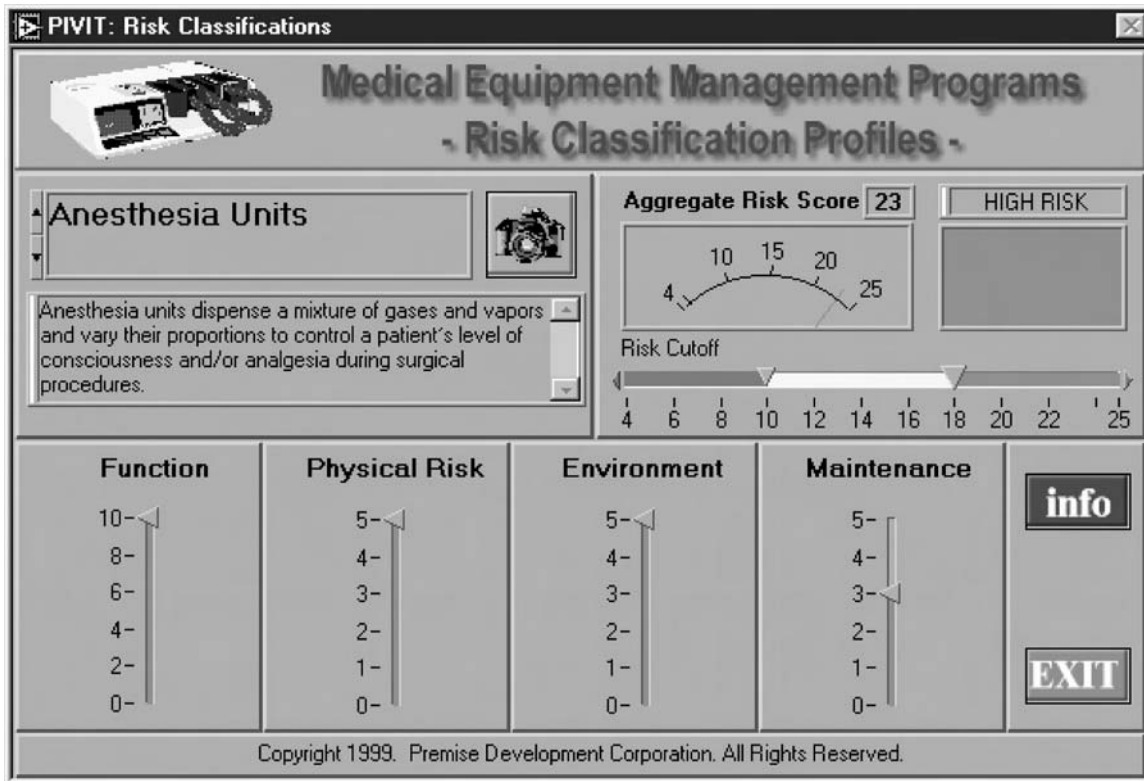 PIVIT: Risk Classifications
Medical Equipment Management Programs
- Risk Classification Profiles -
Anesthesia Units
Anesthesia units dispense a mixture of gases and vapors
and vary their proportions to control a patient's level of
consciousness and/or analgesia during surgical
procedures.
Aggregate Risk Score 23
HIGH RISK
4 10 15 20 25
Risk Cutoff
4 6 8 10 12 14 16 18 20 22 25
Function
10
8
6
4
2
0
Physical Risk
5
4
3
2
1
0
Environment
5
4
3
2
1
0
Maintenance
5
4
3
2
1
0
info
EXIT
Copyright 1999. Premise Development Corporation. All Rights Reserved.